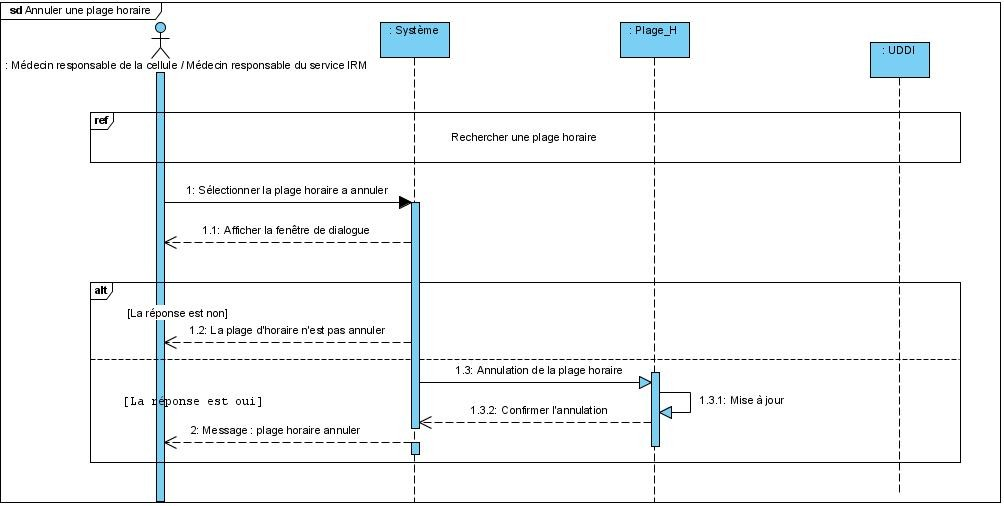 sd Annuler une plage horaire
: Système
: Plage_H
: UDDI
: Médecin responsable de la cellule / Médecin responsable du service IRM
ref
Rechercher une plage horaire
1: Sélectionner la plage horaire a annuler
1.1: Afficher la fenêtre de dialogue
alt
[La réponse est non]
1.2: La plage d'horaire n'est pas annuler
1.3: Annulation de la plage horaire
[La réponse est oui]
1.3.1: Mise à jour
1.3.2: Confirmer l'annulation
2: Message : plage horaire annuler